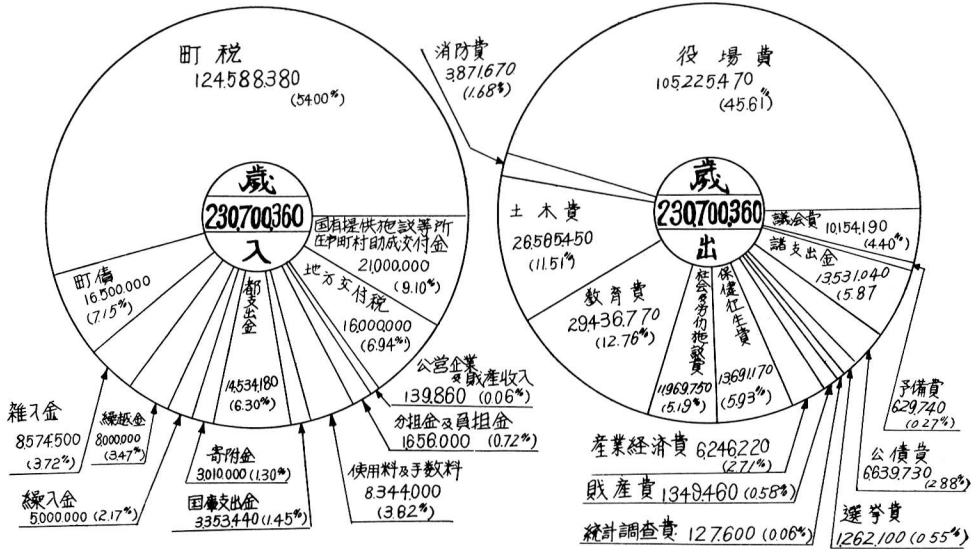 町税
124,588,380
(54.00%)
歳
230,700,360
入
国有提供施設等所
在市町村助成交付金
21,000,000
(9.10%)
地方交付税
16,000,000
(6.94%)
公営企業
及財産収入
139,860 (0.06%)
分担金及負担金
1,656,000 (0.72%)
使用料及手数料
8,344,000
(3.62%)
国庫支出金
3,353,440 (1.45%)
都支出金
14,534,180
(6.30%)
寄附金
3,010,000 (1.30%)
繰入金
5,000,000 (2.17%)
繰越金
8,000,000
(3.47%)
雑入金
8,574,500
(3.72%)
町債
16,500,000
(7.15%)
消防費
3,871,670
(1.68%)
役場費
105,225,470
(45.61%)
歳
230,700,360
出
議会費
10,154,190
(4.40%)
諸支出金
13,531,040
(5.87
予備費
629,740
(0.27%)
公債費
6,639,730
(2.88%)
選挙費
1,262,100 (0.55%)
統計調査費 127,600 (0.06%)
財産費 1,349,460 (0.58%)
産業経済費 6,246,220
(2.71%)
保健衛生費
13,691,170
(5.93%)
社会及労仂施設費
11,969,750
(5.19%)
教育費
29,436,770
(12.76%)
土木費
26,565,450
(11.51%)